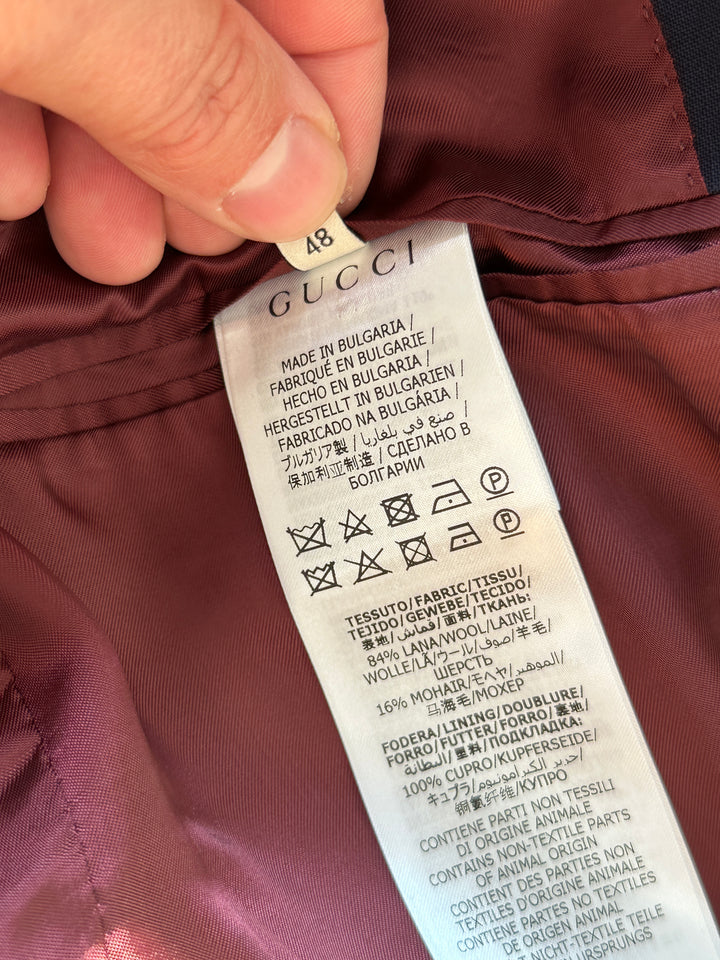 48
GUCCI
MADE IN BULGARIA /
FABRIQUÉ EN BULGARIE /
HECHO EN BULGARIA /
HERGESTELLT IN BULGARIEN /
FABRICADO NA BULGÁRIA /
ブルガリア製 / صنع في بلغاريا /
保加利亚制造 / СДЕЛАНО В
БОЛГАРИИ
P
P
TESSUTO/FABRIC/TISSU/
TEJIDO/GEWEBE/TECIDO/
表地/قماش/面料/ТКАНЬ:
84% LANA/WOOL/LAINE/
WOLLE/LÃ/ウール/صوف/羊毛/
ШЕРСТЬ
16% MOHAIR/モヘヤ/الموهير/
马海毛/МОХЕР
FODERA/LINING/DOUBLURE/
FORRO/FUTTER/FORRO/裏地/
البطانة/里料/ПОДКЛАДКА:
100% CUPRO/KUPFERSEIDE/
キュプラ/حرير الكبرامونيوم/
铜氨纤维/КУПРО
CONTIENE PARTI NON TESSILI
DI ORIGINE ANIMALE
CONTAINS NON-TEXTILE PARTS
OF ANIMAL ORIGIN
CONTIENT DES PARTIES NON
TEXTILES D'ORIGINE ANIMALE
CONTIENE PARTES NO TEXTILES
DE ORIGEN ANIMAL
NICHT-TEXTILE TEILE
URSPRUNGS